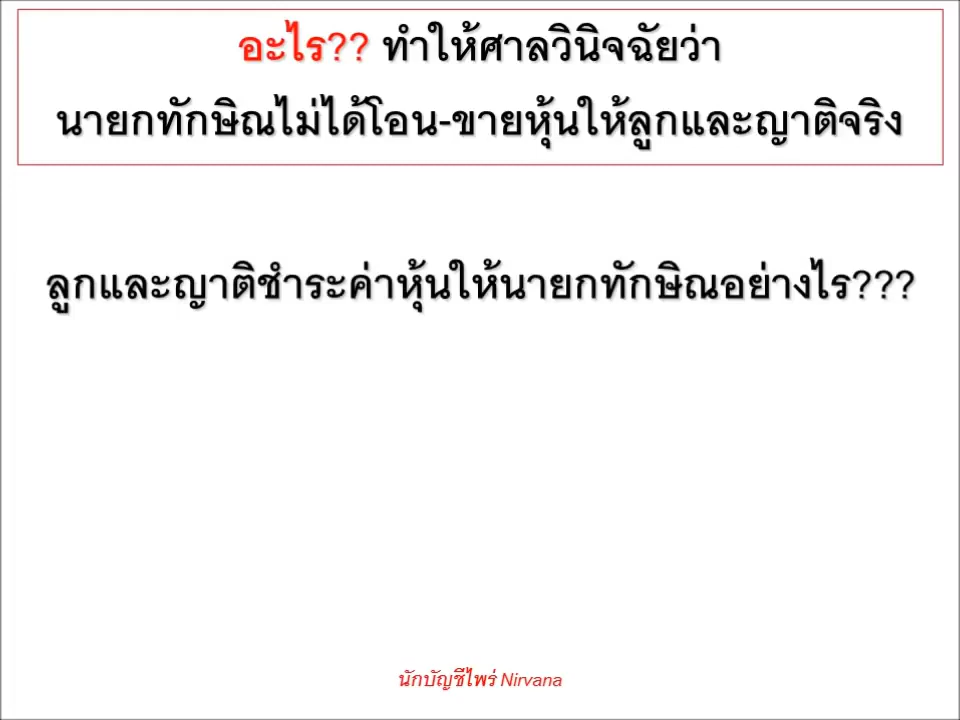 อะไร?? ทำให้ศาลวินิจฉัยว่า
นายกทักษิณไม่ได้โอน-ขายหุ้นให้ลูกและญาติจริง
ลูกและญาติชำระค่าหุ้นให้นายกทักษิณอย่างไร???
นักบัญชีไพร่ Nirvana